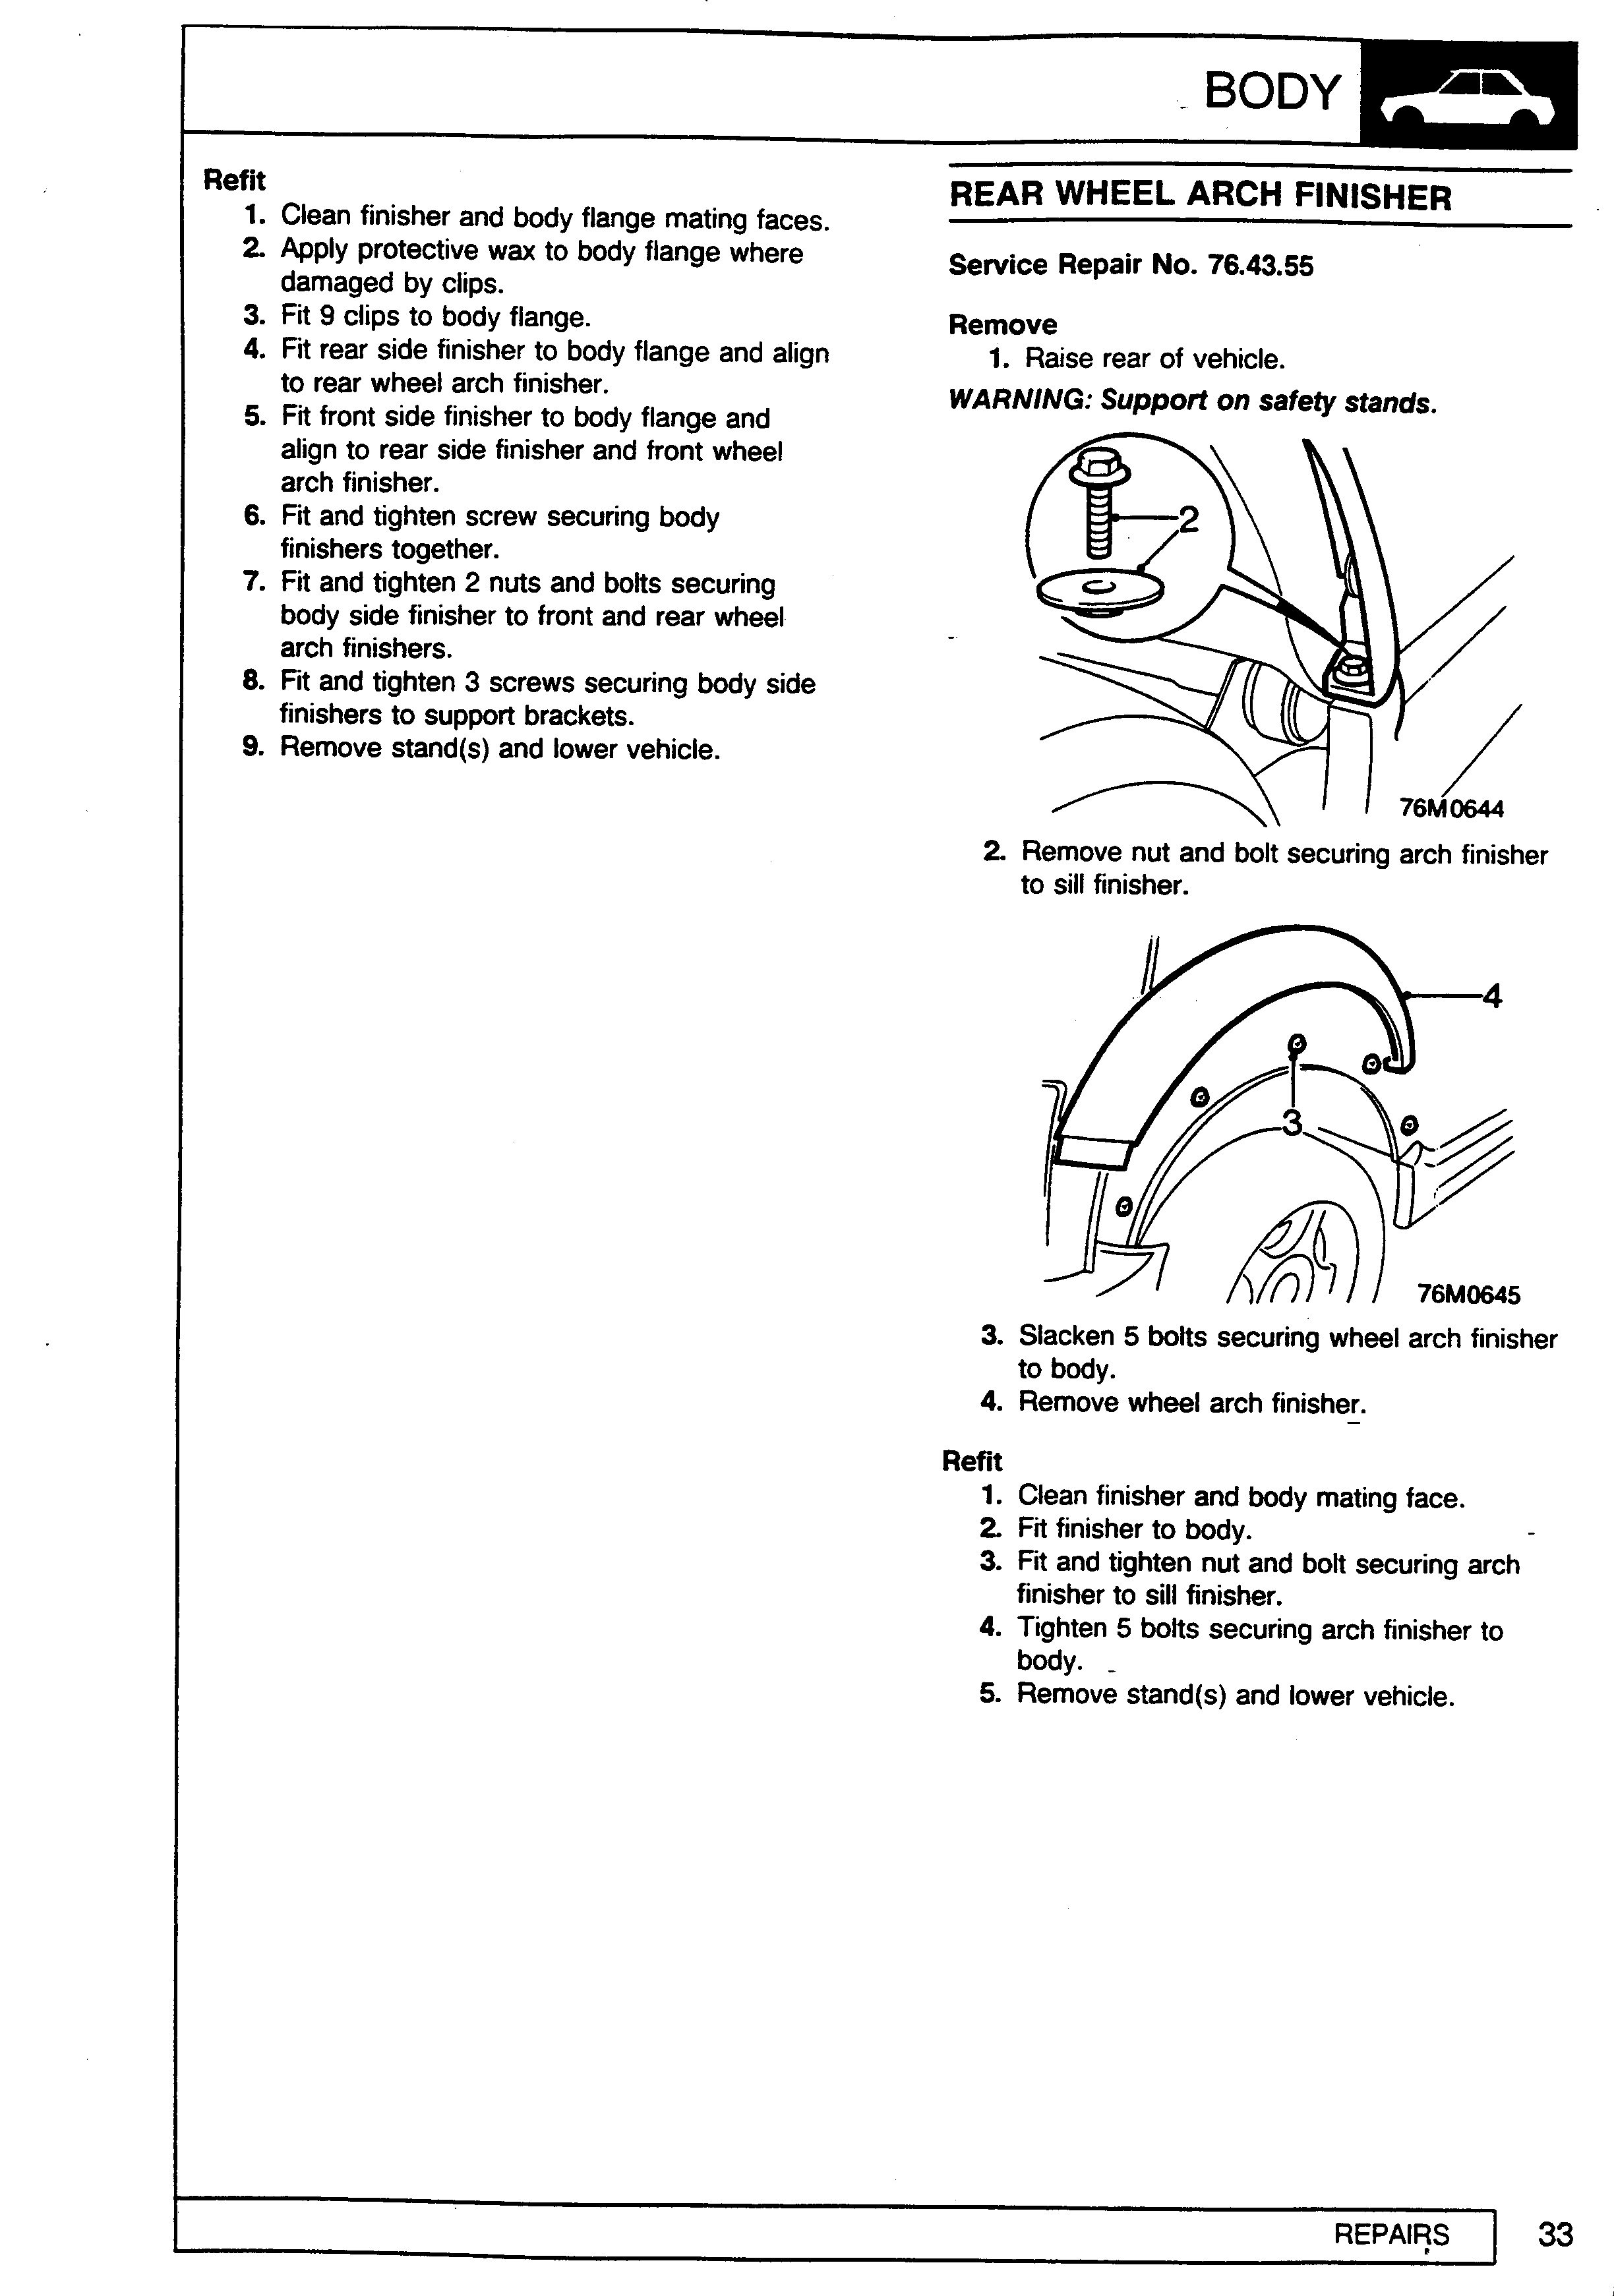 BODY
Refit
1. Clean finisher and body flange mating faces.
2. Apply protective wax to body flange where
damaged by clips.
3. Fit 9 clips to body flange.
4. Fit rear side finisher to body flange and align
to rear wheel arch finisher.
5. Fit front side finisher to body flange and
align to rear side finisher and front wheel
arch finisher.
6. Fit and tighten screw securing body
finishers together.
7. Fit and tighten 2 nuts and bolts securing
body side finisher to front and rear wheel
arch finishers.
8. Fit and tighten 3 screws securing body side
finishers to support brackets.
9. Remove stand(s) and lower vehicle.
REAR WHEEL ARCH FINISHER
Service Repair No. 76.43.55
Remove
1. Raise rear of vehicle.
WARNING: Support on safety stands.
2
76M0644
2. Remove nut and bolt securing arch finisher
to sill finisher.
4
3
76M0645
3. Slacken 5 bolts securing wheel arch finisher
to body.
4. Remove wheel arch finisher.
Refit
1. Clean finisher and body mating face.
2. Fit finisher to body.
3. Fit and tighten nut and bolt securing arch
finisher to sill finisher.
4. Tighten 5 bolts securing arch finisher to
body.
5. Remove stand(s) and lower vehicle.
REPAIRS
33